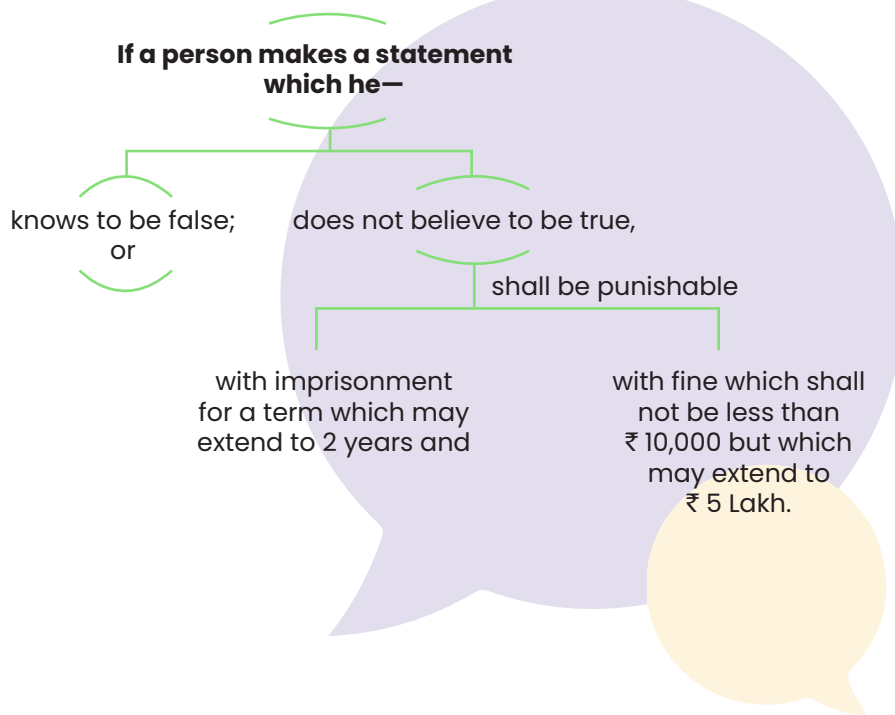 If a person makes a statement
which he—
knows to be false;
or
does not believe to be true,
shall be punishable
with imprisonment
for a term which may
extend to 2 years and
with fine which shall
not be less than
₹ 10,000 but which
may extend to
₹ 5 Lakh.